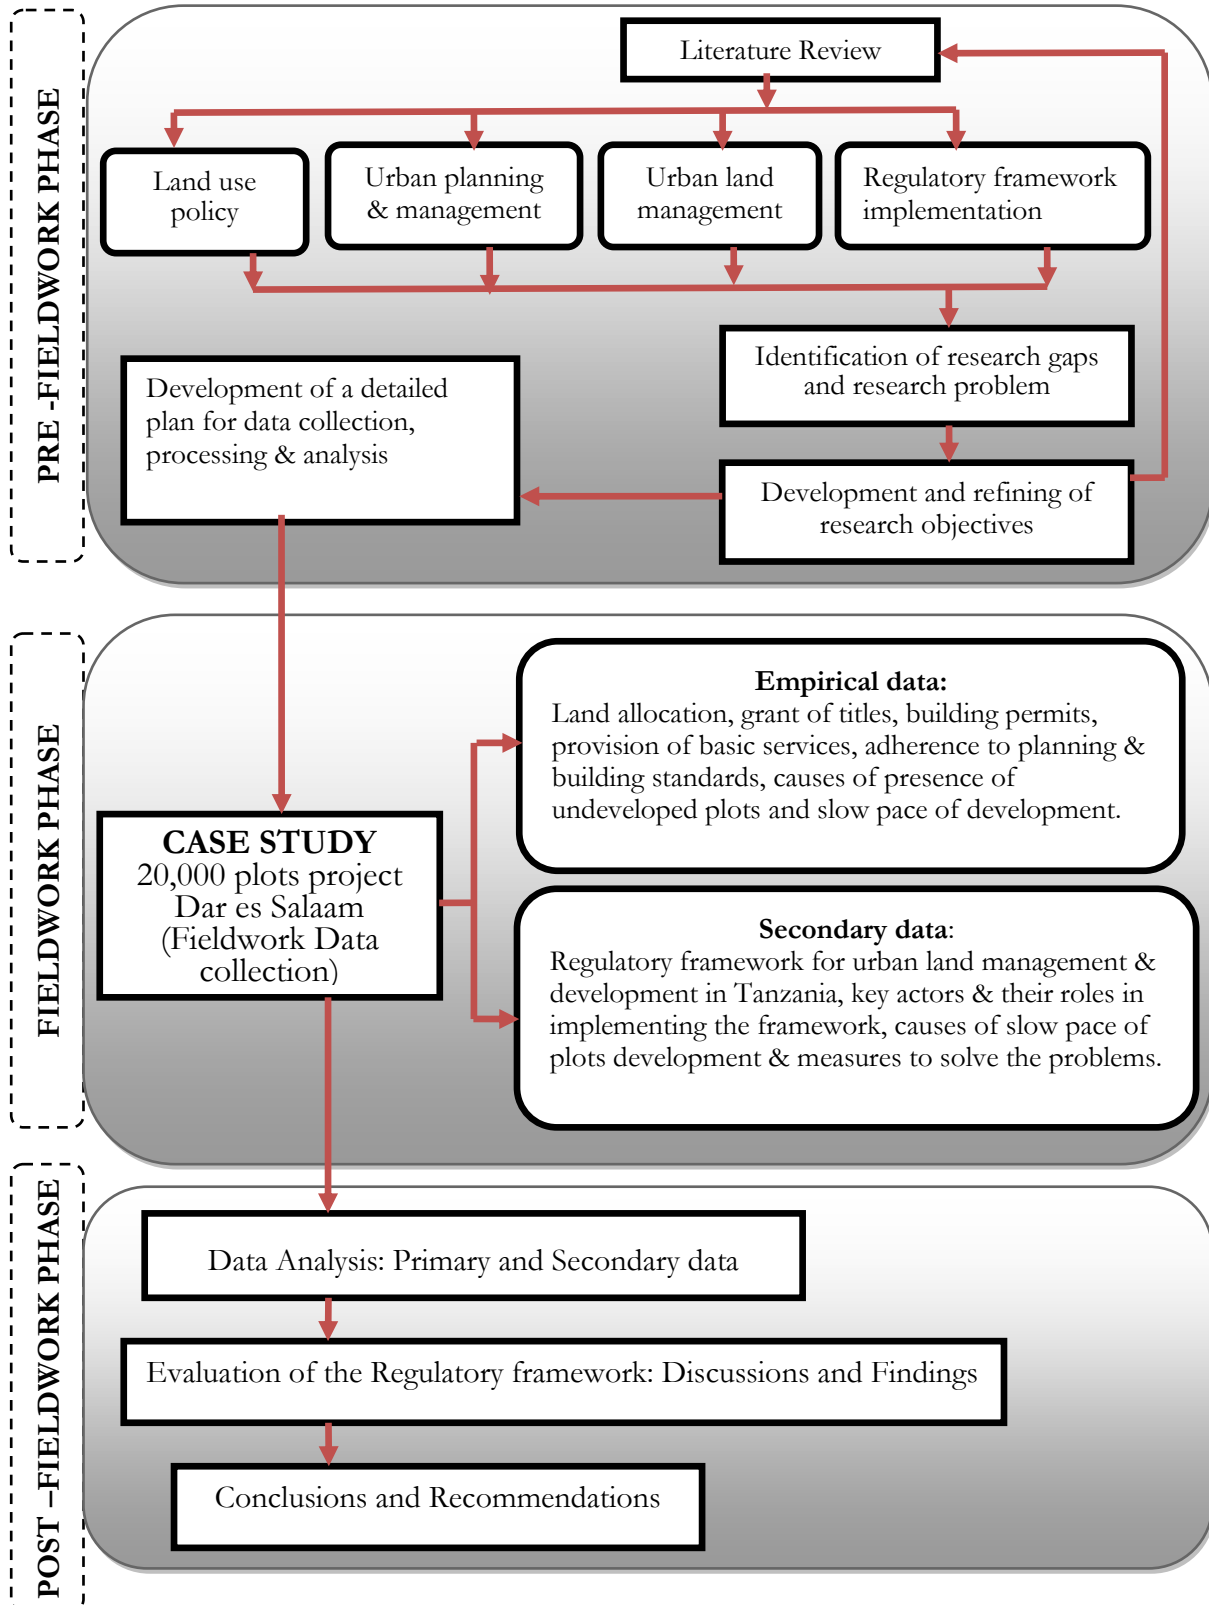 PRE -FIELDWORK PHASE
Literature Review
Land use
policy
Urban planning
& management
Urban land
management
Regulatory framework
implementation
Identification of research gaps
and research problem
Development of a detailed
plan for data collection,
processing & analysis
Development and refining of
research objectives
FIELDWORK PHASE
Empirical data:
Land allocation, grant of titles, building permits,
provision of basic services, adherence to planning &
building standards, causes of presence of
undeveloped plots and slow pace of development.
CASE STUDY
20,000 plots project
Dar es Salaam
(Fieldwork Data
collection)
Secondary data:
Regulatory framework for urban land management &
development in Tanzania, key actors & their roles in
implementing the framework, causes of slow pace of
plots development & measures to solve the problems.
POST –FIELDWORK PHASE
Data Analysis: Primary and Secondary data
Evaluation of the Regulatory framework: Discussions and Findings
Conclusions and Recommendations